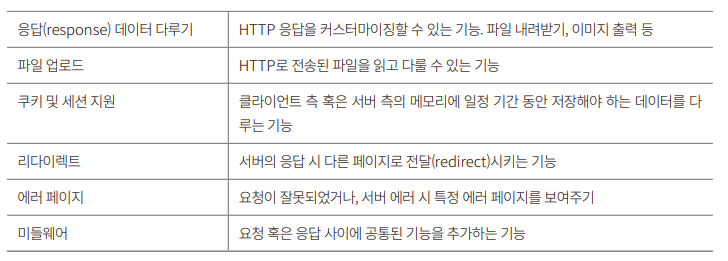 응답(response) 데이터 다루기
HTTP 응답을 커스터마이징할 수 있는 기능. 파일 내려받기, 이미지 출력 등
파일 업로드
HTTP로 전송된 파일을 읽고 다룰 수 있는 기능
쿠키 및 세션 지원
클라이언트 측 혹은 서버 측의 메모리에 일정 기간 동안 저장해야 하는 데이터를 다
루는 기능
리다이렉트
서버의 응답 시 다른 페이지로 전달(redirect)시키는 기능
에러 페이지
요청이 잘못되었거나, 서버 에러 시 특정 에러 페이지를 보여주기
미들웨어
요청 혹은 응답 사이에 공통된 기능을 추가하는 기능